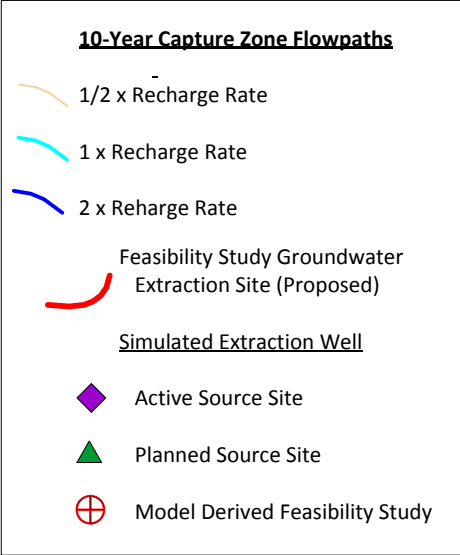 10-Year Capture Zone Flowpaths
1/2 x Recharge Rate
1 x Recharge Rate
2 x Reharge Rate
Feasibility Study Groundwater
Extraction Site (Proposed)
Simulated Extraction Well
Active Source Site
Planned Source Site
Model Derived Feasibility Study